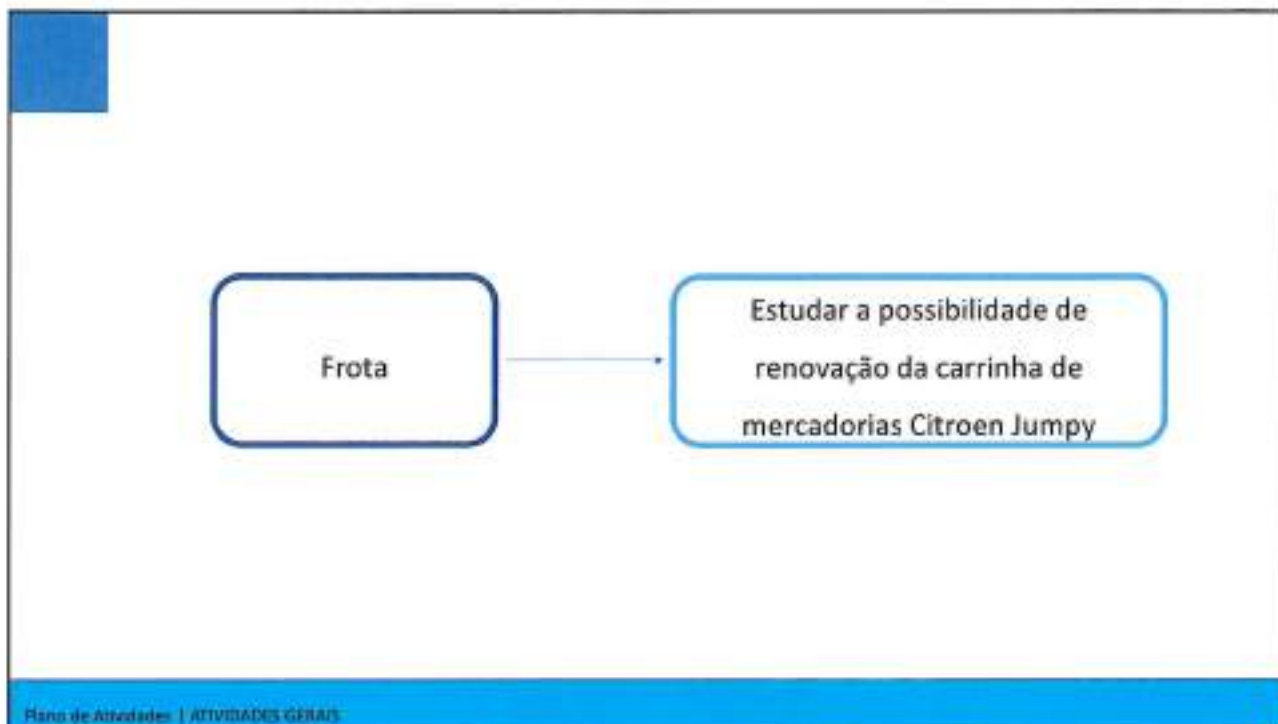 Frota
Estudar a possibilidade de
renovação da carrinha de
mercadorias Citroen Jumpy
Plano de Atividades | ATIVIDADES GERAIS